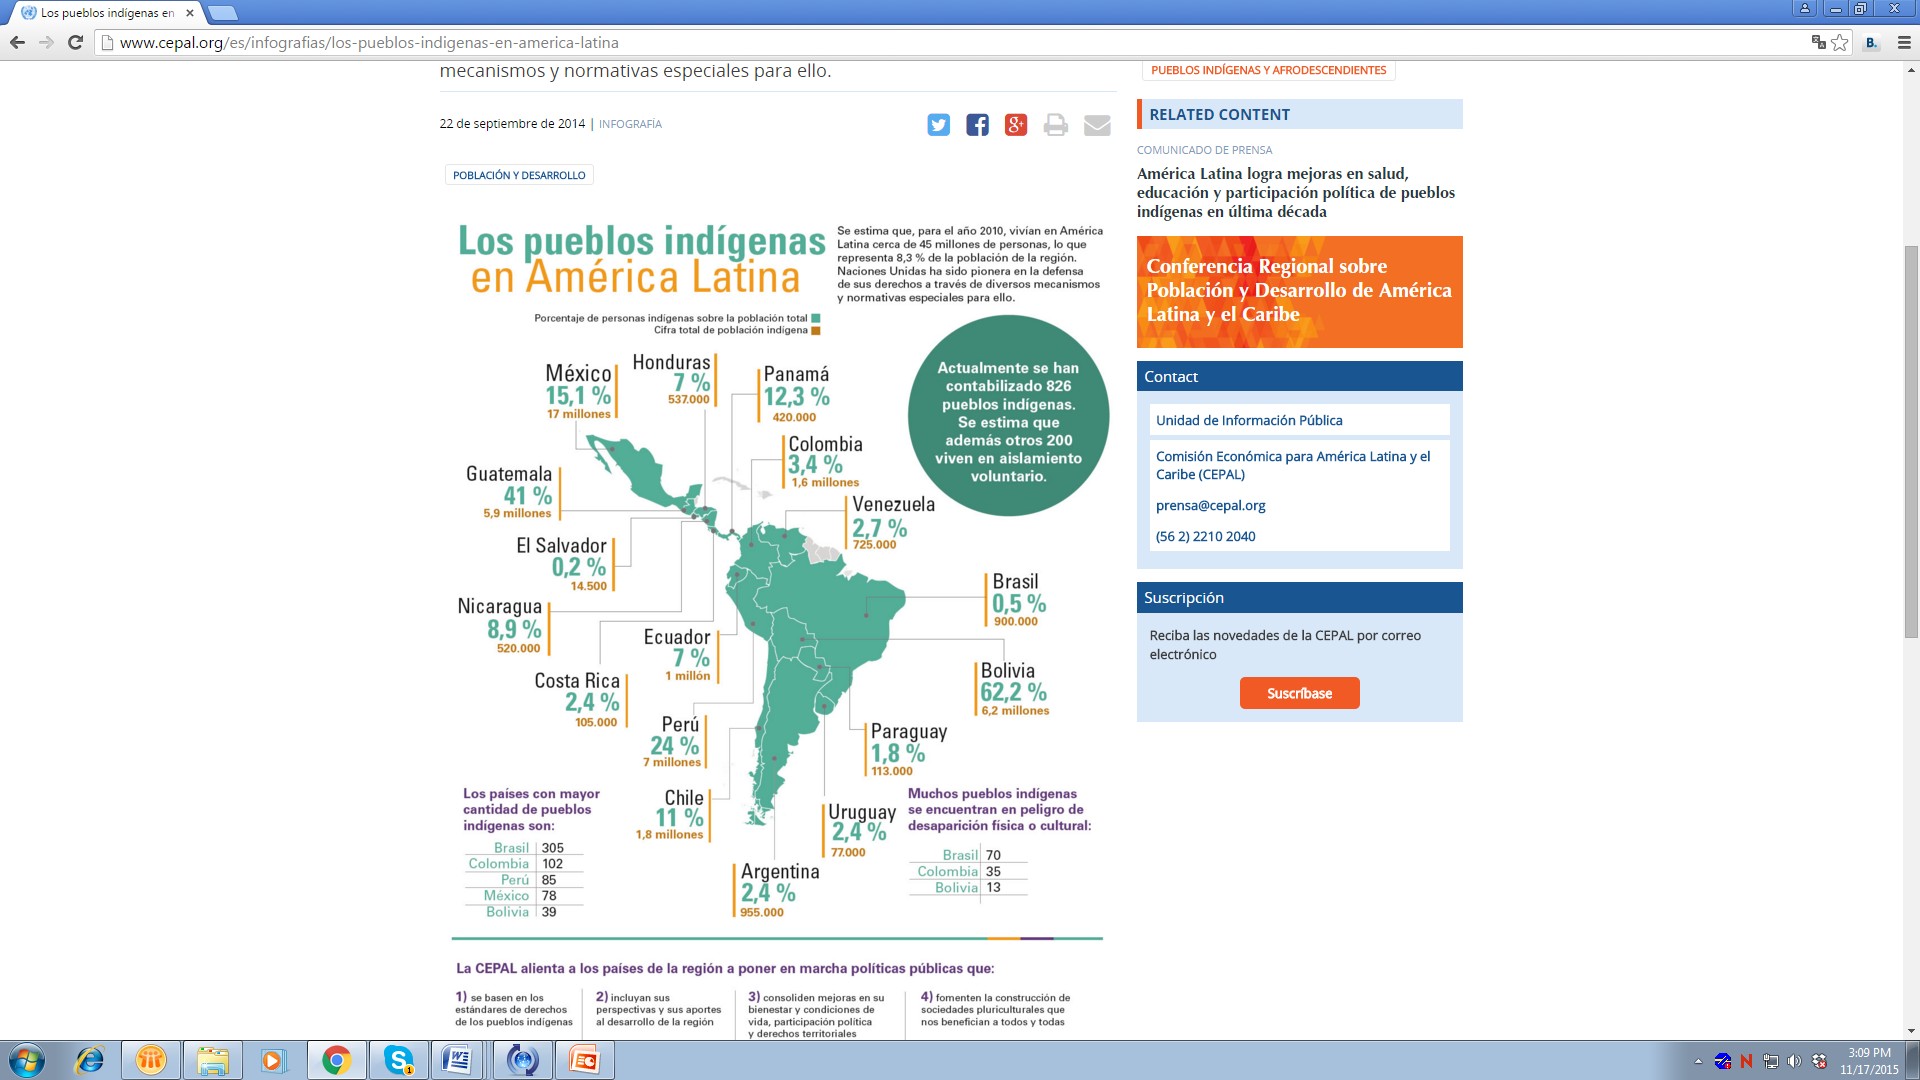 Los pueblos indígenas en
www.cepal.org/es/infografias/los-pueblos-indigenas-en-america-latina
B.
mecanismos y normativas especiales para ello.
22 de septiembre de 2014 | INFOGRAFÍA
POBLACIÓN Y DESARROLLO
Los pueblos indígenas
en América Latina
Se estima que, para el año 2010, vivían en América
Latina cerca de 45 millones de personas, lo que
representa 8,3 % de la población de la región.
Naciones Unidas ha sido pionera en la defensa
de sus derechos a través de diversos mecanismos
y normativas especiales para ello.
Porcentaje de personas indígenas sobre la población total
Cifra total de población indígena
Actualmente se han
contabilizado 826
pueblos indígenas.
Se estima que
además otros 200
viven en aislamiento
voluntario.
México
15,1 %
17 millones
Honduras
7 %
537.000
Panamá
12,3 %
420.000
Colombia
3,4 %
1,6 millones
Guatemala
41 %
5,9 millones
Venezuela
2,7 %
725.000
El Salvador
0,2 %
14.500
Brasil
0,5 %
900.000
Nicaragua
8,9 %
520.000
Ecuador
7 %
1 millón
Bolivia
62,2 %
6,2 millones
Costa Rica
2,4 %
105.000
Perú
24 %
7 millones
Paraguay
1,8 %
113.000
Chile
11 %
1,8 millones
Uruguay
2,4 %
77.000
Argentina
2,4 %
955.000
Los países con mayor
cantidad de pueblos
indígenas son:
Brasil 305
Colombia 102
Perú 85
México 78
Bolivia 39
Muchos pueblos indígenas
se encuentran en peligro de
desaparición física o cultural:
Brasil 70
Colombia 35
Bolivia 13
La CEPAL alienta a los países de la región a poner en marcha políticas públicas que:
1) se basen en los
estándares de derechos
de los pueblos indígenas
2) incluyan sus
perspectivas y sus aportes
al desarrollo de la región
3) consoliden mejoras en su
bienestar y condiciones de
vida, participación política
y derechos territoriales
4) fomenten la construcción de
sociedades pluriculturales que
nos benefician a todos y todas
PUEBLOS INDÍGENAS Y AFRODESCENDIENTES
RELATED CONTENT
COMUNICADO DE PRENSA
América Latina logra mejoras en salud,
educación y participación política de pueblos
indígenas en última década
Conferencia Regional sobre
Población y Desarrollo de América
Latina y el Caribe
Contact
Unidad de Información Pública
Comisión Económica para América Latina y el
Caribe (CEPAL)
prensa@cepal.org
(56 2) 2210 2040
Suscripción
Reciba las novedades de la CEPAL por correo
electrónico
Suscríbase
3:09 PM
11/17/2015